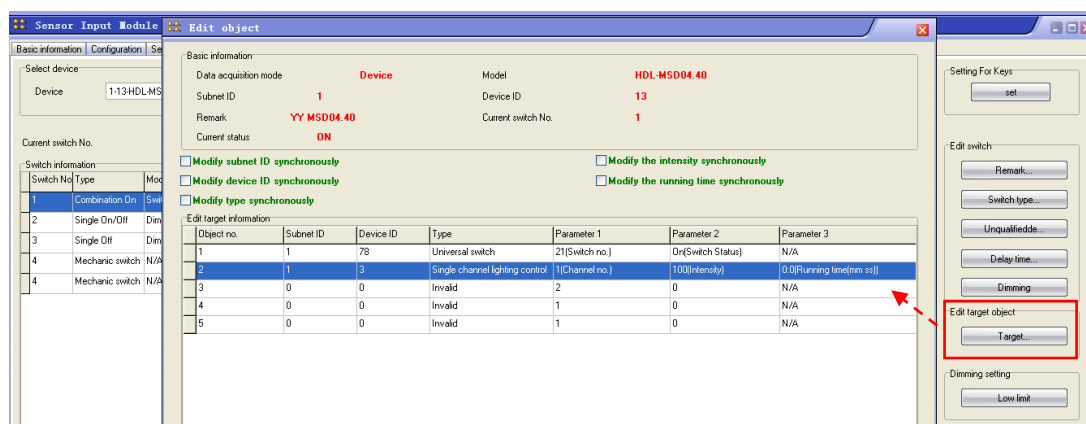 Sensor Input Module
Edit object
Basic information
Configuration
Se
Select device
Device
1-13-HDL-MS
Current switch No.
Switch information
Switch No
Type
Mod
1
Combination On
Swit
2
Single On/Off
Dim
3
Single Off
Dim
4
Mechanic switch
N/A
4
Mechanic switch
N/A
Basic information
Data acquisition mode
Device
Model
HDL-MSD04.40
Subnet ID
1
Device ID
13
Remark
YY MSD04.40
Current switch No.
1
Current status
ON
Modify subnet ID synchronously
Modify the intensity synchronously
Modify device ID synchronously
Modify the running time synchronously
Modify type synchronously
Edit target information
Object no. Subnet ID Device ID Type Parameter 1 Parameter 2 Parameter 3
1 1 78 Universal switch 21(Switch no.) On(Switch Status) N/A
2 1 3 Single channel lighting control 1(Channel no.) 100(Intensity) 0:0(Running time(mm ss))
3 0 0 Invalid 2 0 N/A
4 0 0 Invalid 1 0 N/A
5 0 0 Invalid 1 0 N/A
Setting For Keys
set
Edit switch
Remark...
Switch type...
Unqualifiedde...
Delay time...
Dimming
Edit target object
Target...
Dimming setting
Low limit